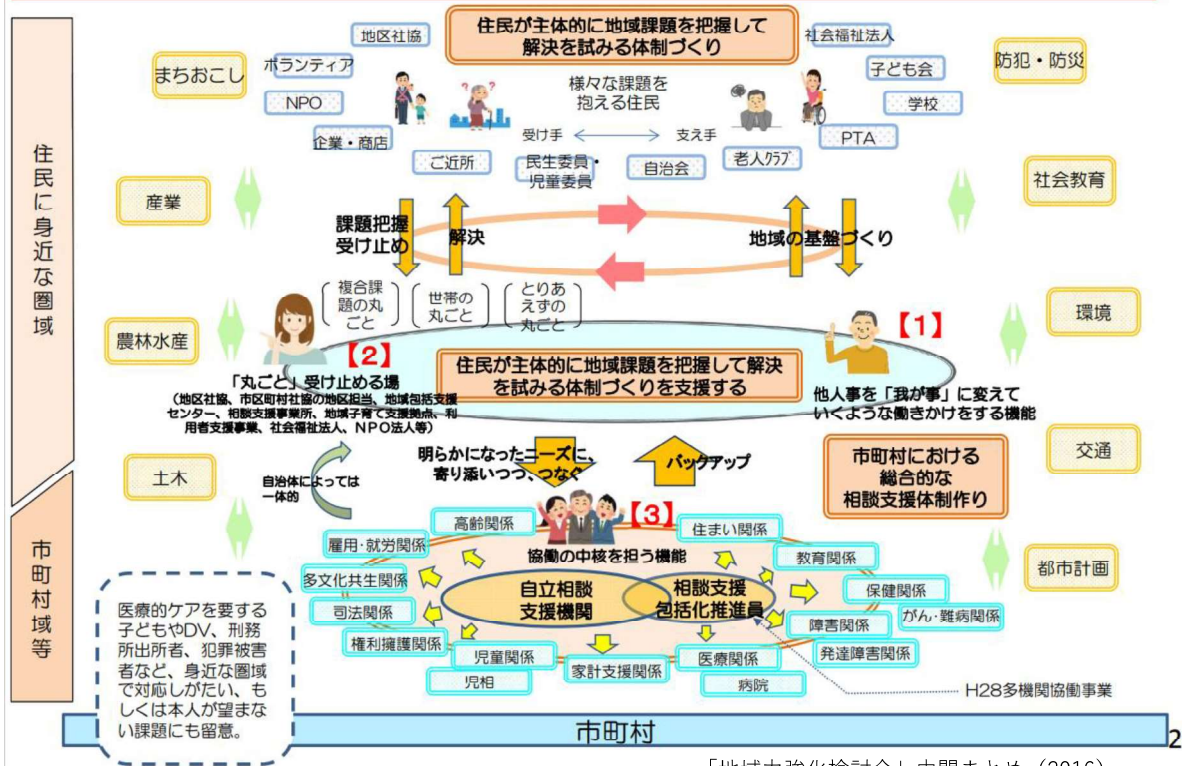 住民が主体的に地域課題を把握して
解決を試みる体制づくり
地区社協
社会福祉法人
まちおこし
ボランティア
子ども会
防犯・防災
NPO
様々な課題を
抱える住民
学校
企業・商店
受け手
支え手
PTA
ご近所
民生委員・
児童委員
自治会
老人クラブ
住民に身近な圏域
産業
社会教育
課題把握
受け止め
解決
地域の基盤づくり
複合課
題の丸
ごと
世帯の
丸ごと
とりあ
えずの
丸ごと
農林水産
環境
【1】
【2】
住民が主体的に地域課題を把握して解決
を試みる体制づくりを支援する
「丸ごと」受け止める場
（地区社協、市区町村社協の地区担当、地域包括支援
センター、相談支援事業所、地域子育て支援拠点、利
用者支援事業、社会福祉法人、NPO法人等）
他人事を「我が事」に変えて
いくような働きかけをする機能
土木
自治体によっては
一体的
明らかになったニーズに、
寄り添いつつ、つなぐ
バックアップ
市町村における
総合的な
相談支援体制作り
交通
市町村域等
【3】
高齢関係
住まい関係
雇用・就労関係
協働の中核を担う機能
教育関係
都市計画
多文化共生関係
自立相談
支援機関
相談支援
包括化推進員
保健関係
司法関係
がん・難病関係
権利擁護関係
障害関係
児童関係
医療関係
発達障害関係
児相
家計支援関係
病院
H28多機関協働事業
医療的ケアを要する
子どもやDV、刑務
所出所者、犯罪被害
者など、身近な圏域
で対応しがたい、も
しくは本人が望まない
課題にも留意。
市町村
2
「地域力強化検討会」中間まとめ（2016）